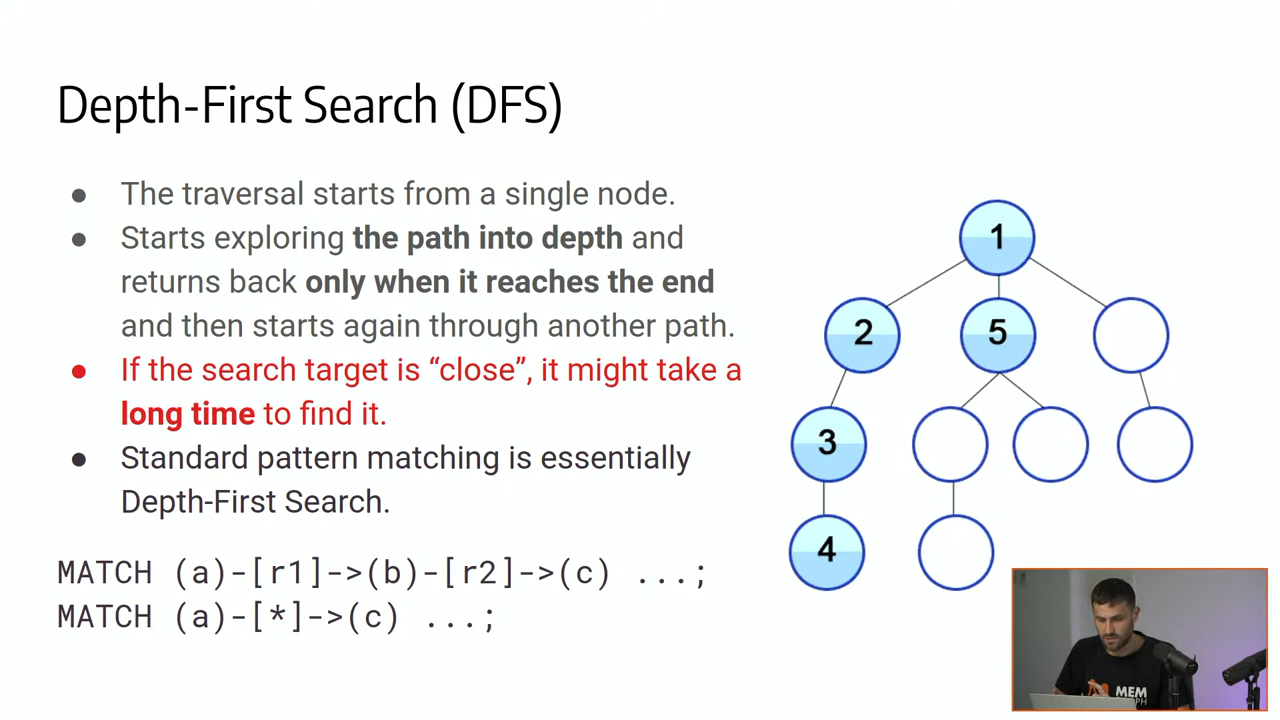 Depth-First Search (DFS)
● The traversal starts from a single node.
● Starts exploring the path into depth and
returns back only when it reaches the end
and then starts again through another path.
● If the search target is “close”, it might take a
long time to find it.
● Standard pattern matching is essentially
Depth-First Search.
MATCH (a)-[r1]->(b)-[r2]->(c) ...;
MATCH (a)-[*]->(c) ...;
1
2
5
3
4
MEM
PH